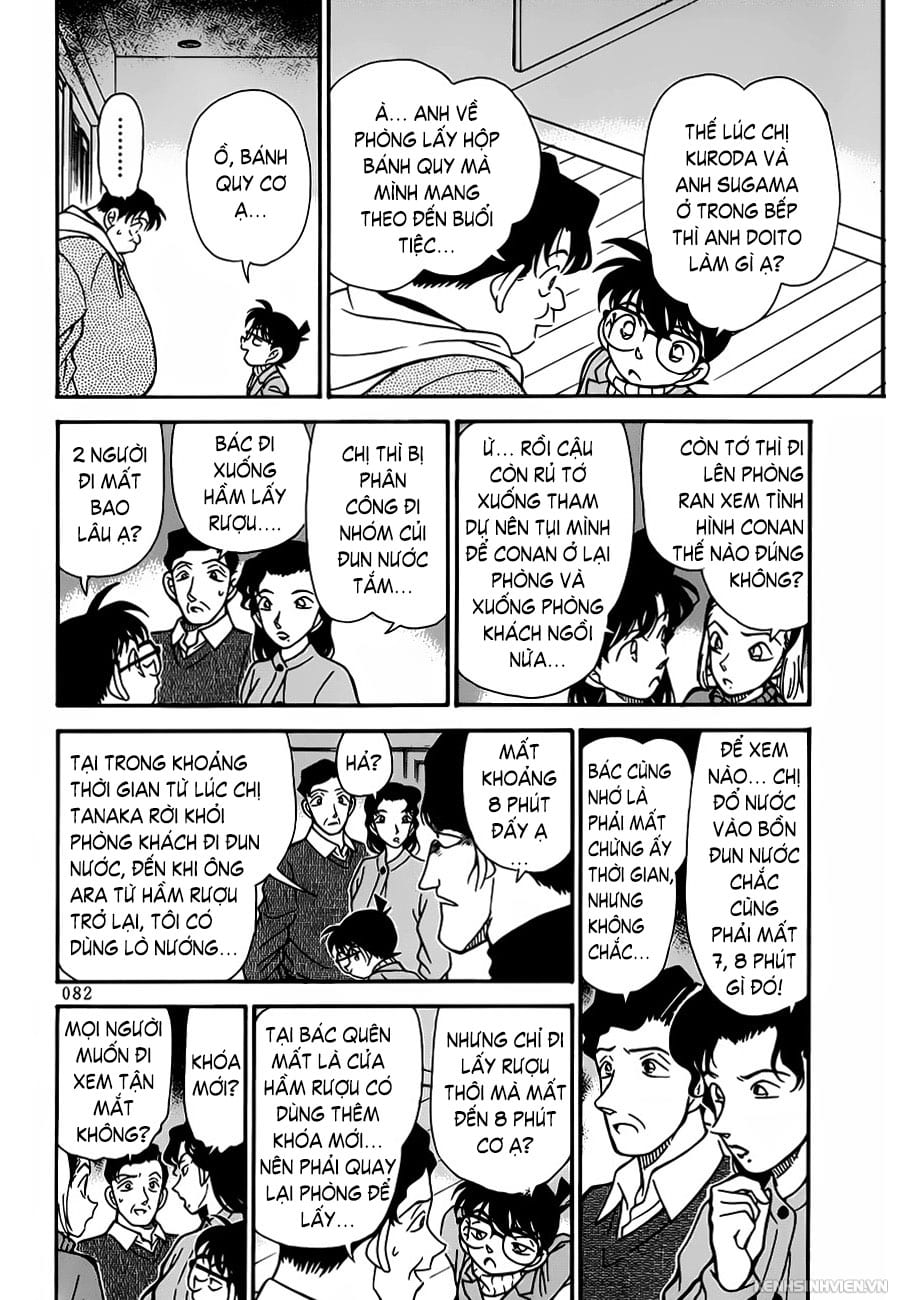 THẾ LÚC CHỊ
KURODA VÀ
ANH SUGAMA
Ở TRONG BẾP
THÌ ANH DOITO
LÀM GÌ Ạ?
À... ANH VỀ
PHÒNG LẤY HỘP
BÁNH QUY MÀ
MÌNH MANG
THEO ĐẾN BUỔI
TIỆC...
Ồ, BÁNH
QUY CƠ
Ạ...
.........
CÒN TỚ THÌ ĐI
LÊN PHÒNG
RAN XEM TÌNH
HÌNH CONAN
THẾ NÀO ĐÚNG
KHÔNG?
Ừ... RỒI CẬU
CÒN RỦ TỚ
XUỐNG THAM
DỰ NÊN TỤI MÌNH
ĐỂ CONAN Ở LẠI
PHÒNG VÀ
XUỐNG PHÒNG
KHÁCH NGỒI
NỮA...
CHỊ THÌ BỊ
PHÂN
CÔNG ĐI
NHÓM CỦI
ĐUN NƯỚC
TẮM...
BÁC ĐI
XUỐNG
HẦM LẤY
RƯỢU....
2 NGƯỜI
ĐI MẤT
BAO
LÂU Ạ?
ĐỂ XEM
NÀO... CHỊ
ĐỔ NƯỚC
VÀO BỒN
ĐUN NƯỚC
CHẮC
CŨNG
PHẢI MẤT
7, 8 PHÚT
GÌ ĐÓ!
BÁC CŨNG
NHỚ LÀ
PHẢI MẤT
CHỪNG ẤY
THỜI GIAN,
NHƯNG
KHÔNG
CHẮC...
MẤT
KHOẢNG
8 PHÚT
ĐẤY Ạ
...
HẢ?
TẠI TRONG KHOẢNG
THỜI GIAN TỪ LÚC CHỊ
TANAKA RỜI KHỎI
PHÒNG KHÁCH ĐI ĐUN
NƯỚC, ĐẾN KHI ÔNG
ARA TỪ HẦM RƯỢU
TRỞ LẠI, TÔI CÓ
DÙNG LÒ NƯỚNG...
082
NHƯNG CHỈ ĐI
LẤY RƯỢU
THÔI MÀ MẤT
ĐẾN 8 PHÚT
CƠ Ạ?
TẠI BÁC QUÊN
MẤT LÀ CỬA
HẦM RƯỢU CÓ
DÙNG THÊM
KHÓA MỚI...
NÊN PHẢI QUAY
LẠI PHÒNG ĐỂ
LẤY...
KHÓA
MỚI?
MỌI NGƯỜI
MUỐN ĐI
XEM TẬN
MẮT
KHÔNG?
KENHSINHVIEN.VN